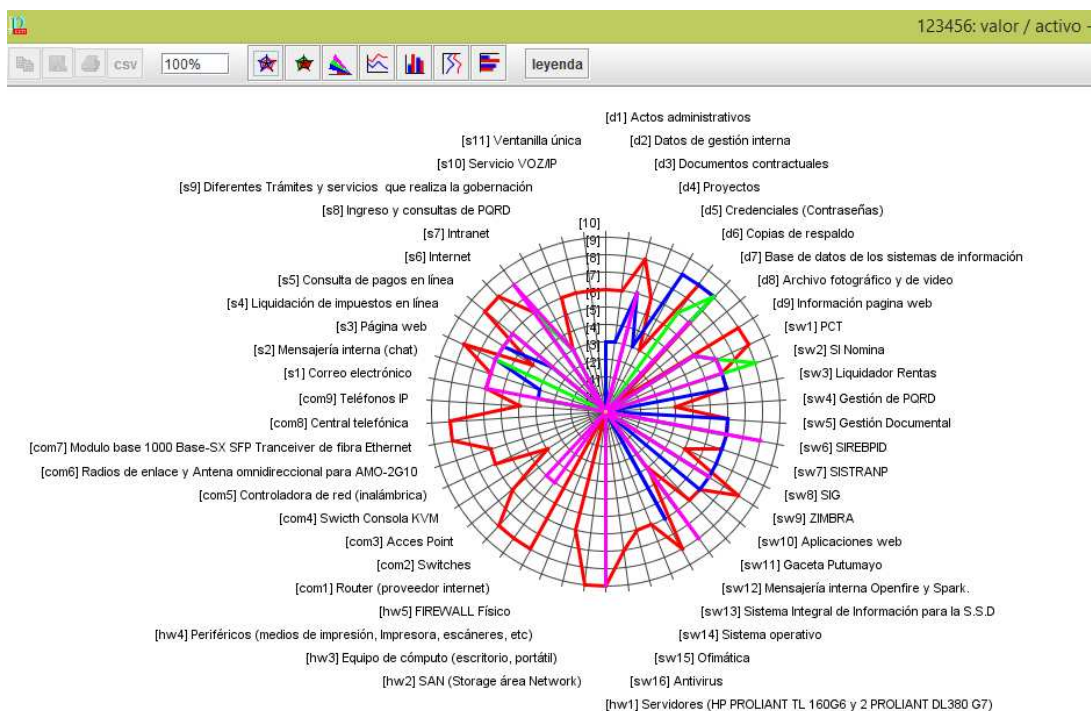 123456: valor / activo -
csv
100%
leyenda
[d1] Actos administrativos
[d2] Datos de gestión interna
[d3] Documentos contractuales
[d4] Proyectos
[d5] Credenciales (Contraseñas)
[d6] Copias de respaldo
[d7] Base de datos de los sistemas de información
[d8] Archivo fotográfico y de video
[d9] Información pagina web
[sw1] PCT
[sw2] SI Nomina
[sw3] Liquidador Rentas
[sw4] Gestión de PQRD
[sw5] Gestión Documental
[sw6] SIREBPID
[sw7] SISTRANP
[sw8] SIG
[sw9] ZIMBRA
[sw10] Aplicaciones web
[sw11] Gaceta Putumayo
[sw12] Mensajería interna Openfire y Spark.
[sw13] Sistema Integral de Información para la S.S.D
[sw14] Sistema operativo
[sw15] Ofimática
[sw16] Antivirus
[hw1] Servidores (HP PROLIANT TL 160G6 y 2 PROLIANT DL380 G7)
[hw2] SAN (Storage área Network)
[hw3] Equipo de cómputo (escritorio, portátil)
[hw4] Periféricos (medios de impresión, Impresora, escáneres, etc)
[hw5] FIREWALL Físico
[com1] Router (proveedor internet)
[com2] Switches
[com3] Acces Point
[com4] Swicth Consola KVM
[com5] Controladora de red (inalámbrica)
[com6] Radios de enlace y Antena omnidireccional para AMO-2G10
[com7] Modulo base 1000 Base-SX SFP Tranceiver de fibra Ethernet
[com8] Central telefónica
[com9] Teléfonos IP
[s1] Correo electrónico
[s2] Mensajería interna (chat)
[s3] Página web
[s4] Liquidación de impuestos en línea
[s5] Consulta de pagos en línea
[s6] Internet
[s7] Intranet
[s8] Ingreso y consultas de PQRD
[s9] Diferentes Trámites y servicios que realiza la gobernación
[s10] Servicio VOZ/IP
[s11] Ventanilla única
[10]
[9]
[8]
[7]
[6]
[5]
[4]
[3]
[2]
[1]